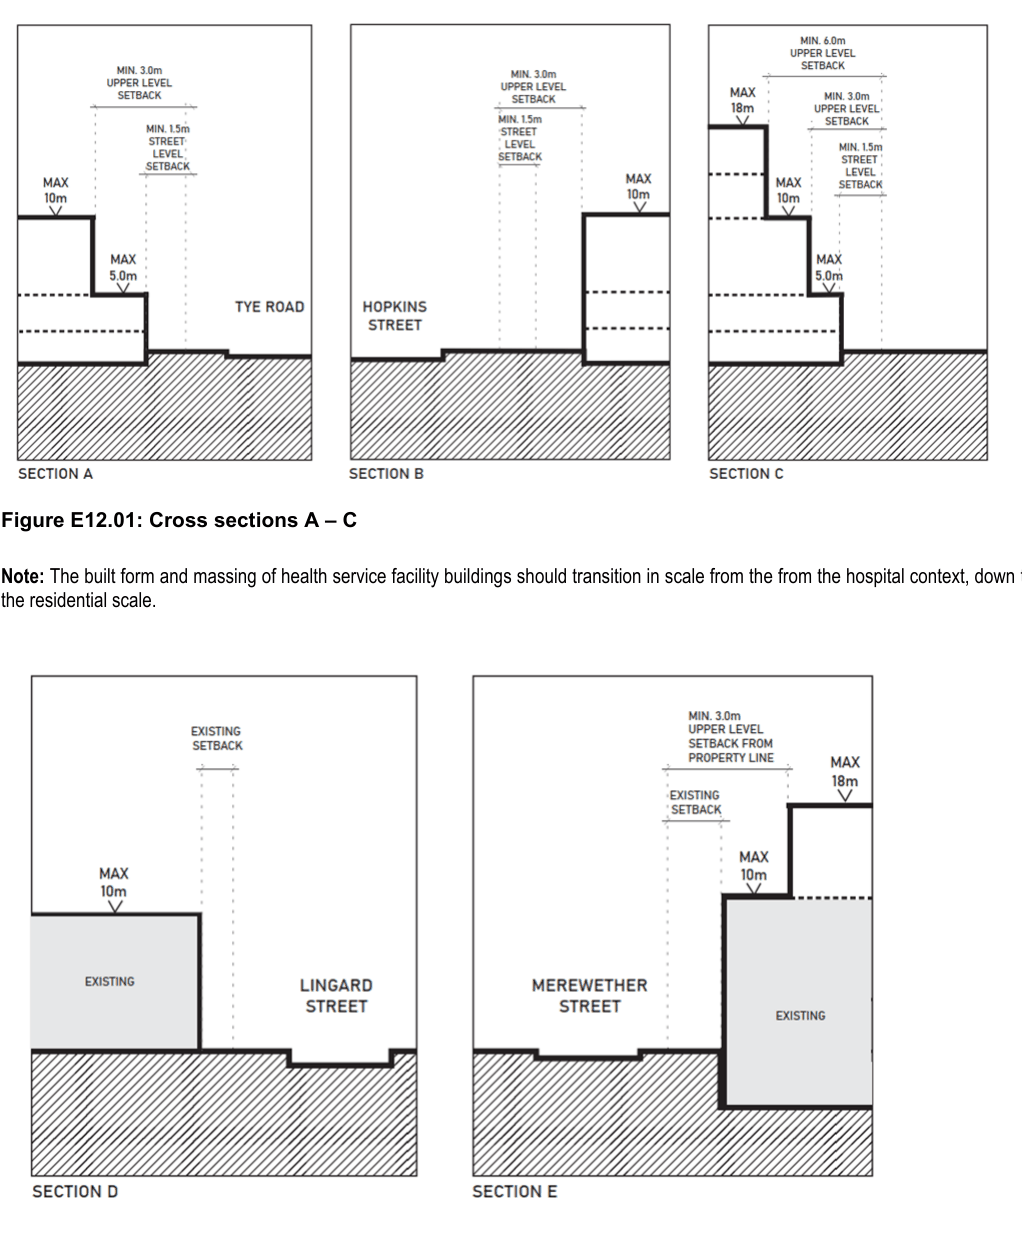 MIN. 3.0m
UPPER LEVEL
SETBACK
MIN. 1.5m
STREET
LEVEL
SETBACK
MAX
10m
MAX
5.0m
TYE ROAD
SECTION A
MIN. 3.0m
UPPER LEVEL
SETBACK
MIN. 1.5m
STREET
LEVEL
SETBACK
MAX
10m
HOPKINS
STREET
SECTION B
MIN. 6.0m
UPPER LEVEL
SETBACK
MAX
18m
MIN. 3.0m
UPPER LEVEL
SETBACK
MIN. 1.5m
STREET
LEVEL
SETBACK
MAX
10m
MAX
5.0m
SECTION C
Figure E12.01: Cross sections A – C
Note: The built form and massing of health service facility buildings should transition in scale from the from the hospital context, down
the residential scale.
EXISTING
SETBACK
MAX
10m
EXISTING
LINGARD
STREET
SECTION D
MIN. 3.0m
UPPER LEVEL
SETBACK FROM
PROPERTY LINE
MAX
18m
EXISTING
SETBACK
MAX
10m
MEREWETHER
STREET
EXISTING
SECTION E